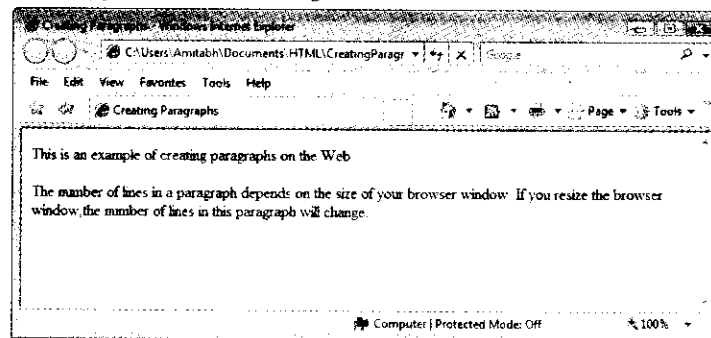 Creating Paragraphs - Windows Internet Explorer
C:\Users\Amitabh\Documents\HTML\CreatingParagr
Google
File Edit View Favorites Tools Help
Creating Paragraphs
Page Tools
This is an example of creating paragraphs on the Web
The number of lines in a paragraph depends on the size of your browser window If you resize the browser
window,the number of lines in this paragraph will change.
Computer | Protected Mode: Off 100%